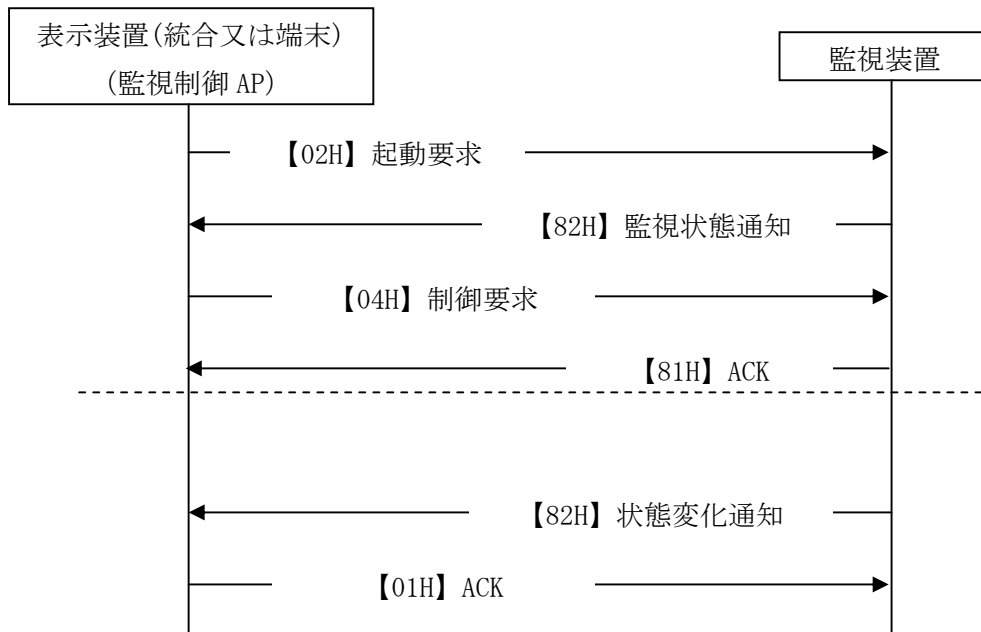 表示装置(統合又は端末)
(監視制御 AP)
監視装置
【02H】起動要求
【82H】監視状態通知
【04H】制御要求
【81H】ACK
【82H】状態変化通知
【01H】ACK